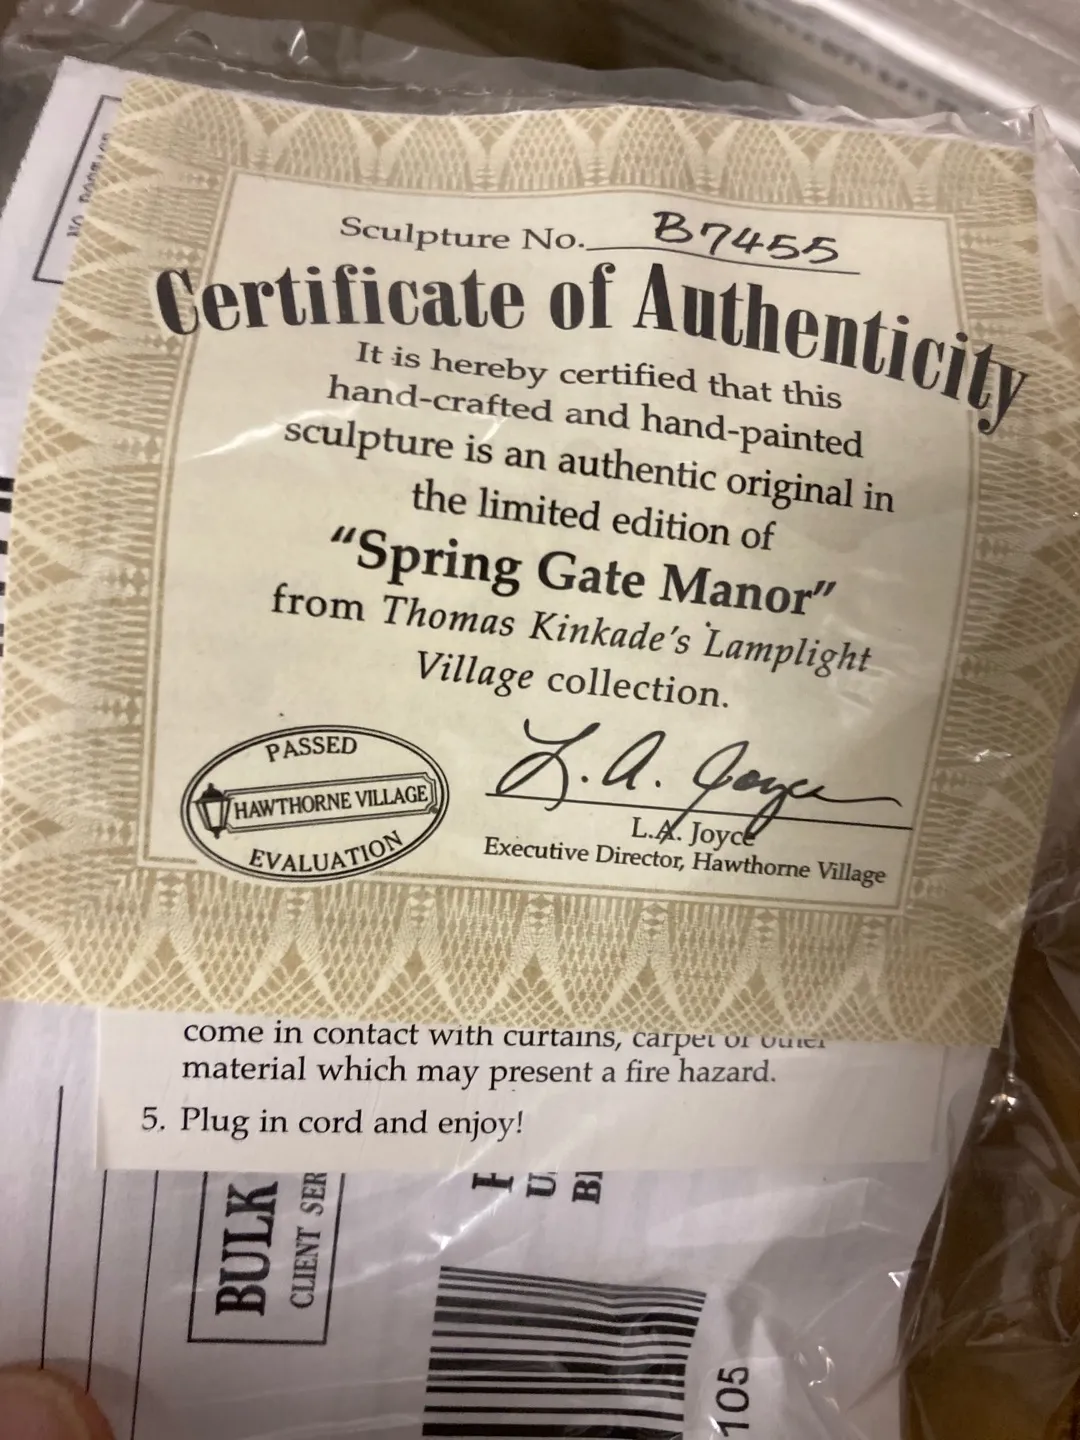 Sculpture No. B7455
Certificate of Authenticity
It is hereby certified that this
hand-crafted and hand-painted
sculpture is an authentic original in
the limited edition of
“Spring Gate Manor”
from Thomas Kinkade's Lamplight
Village collection.
PASSED
HAWTHORNE VILLAGE
EVALUATION
L. A. Joyce
L.A. Joyce
Executive Director, Hawthorne Village
come in contact with curtains, carpet or other
material which may present a fire hazard.
5. Plug in cord and enjoy!
BULK
CLIENT SER
U
BI
105
NO